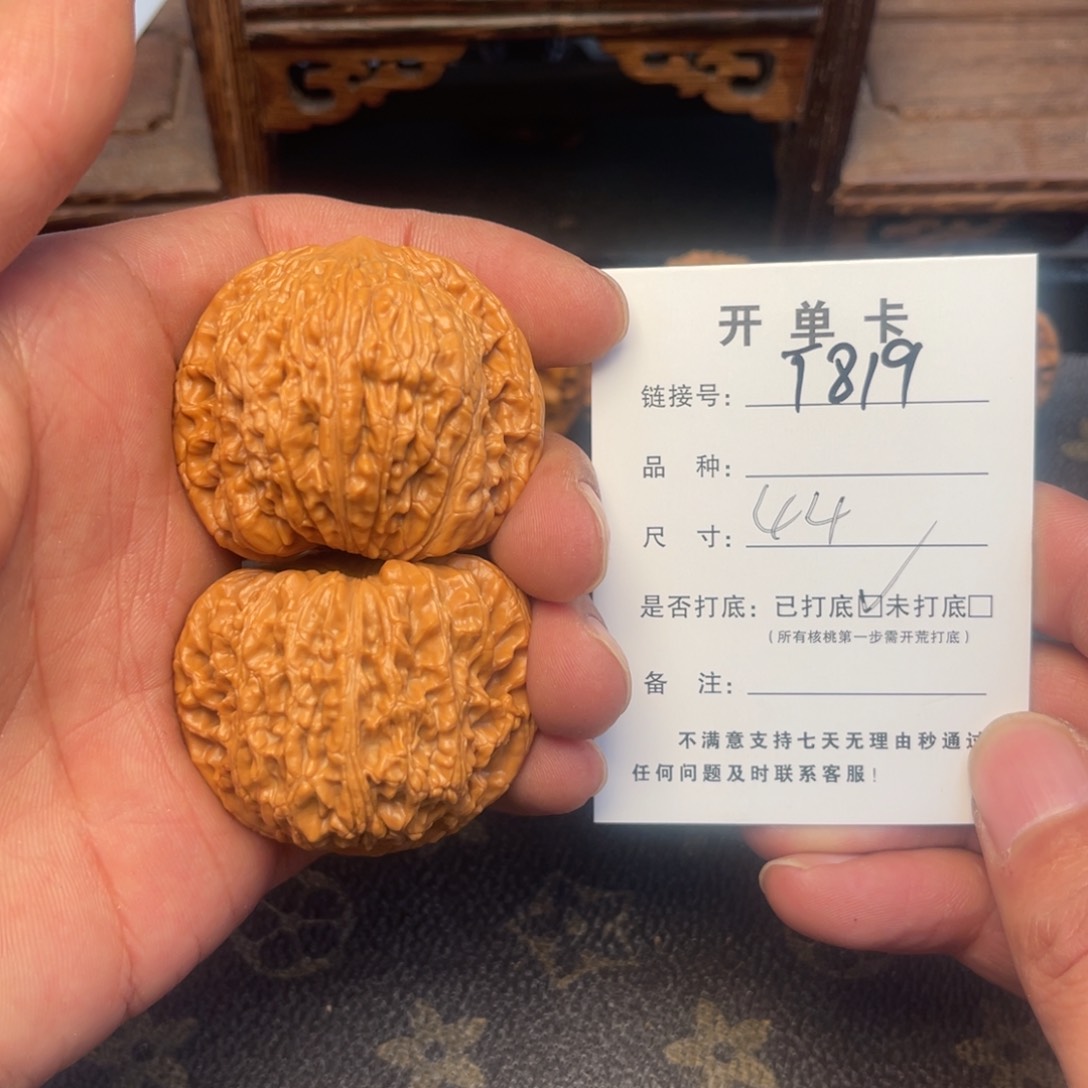 开单卡
链接号：T819
品种：
尺寸：44
是否打底：已打底☑未打底☐
（所有核桃第一步需开荒打底）
备注：
不满意支持七天无理由秒通过
任何问题及时联系客服！